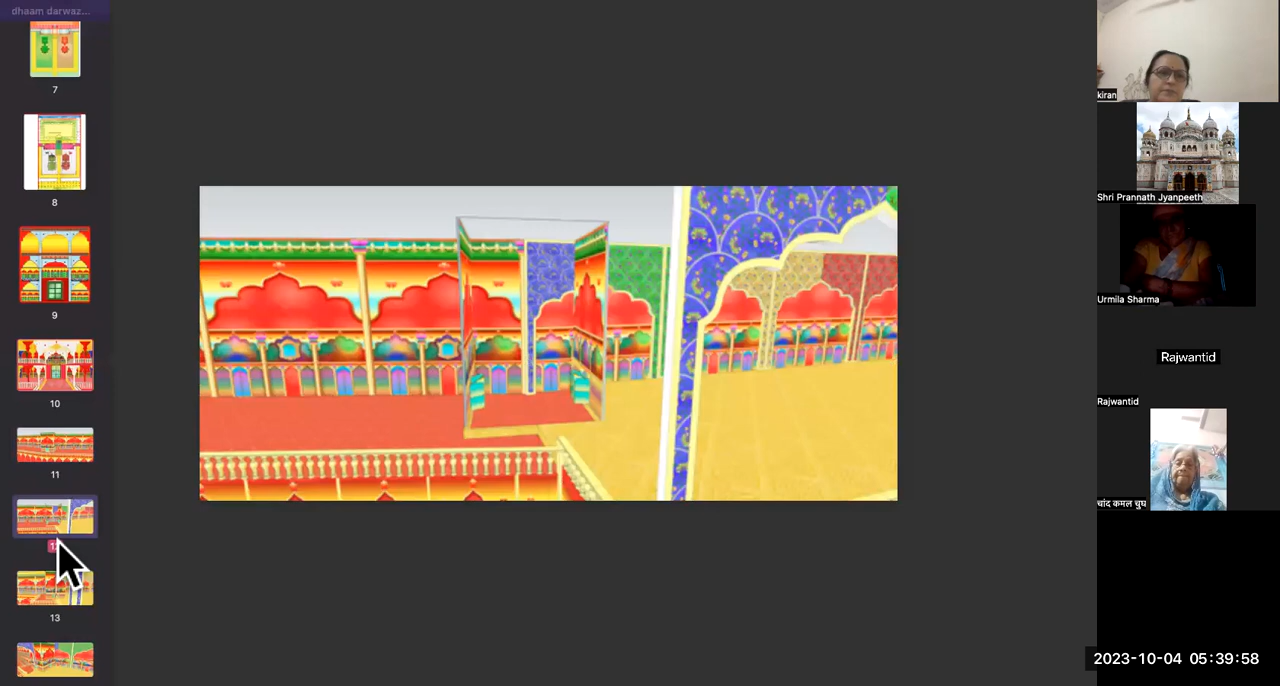 dhaam darwaz...
7
8
9
10
11
13
kiran
Shri Prannath Jyanpeeth
Urmila Sharma
Rajwantid
Rajwantid
चांद कमल चुघ
2023-10-04 05:39:58